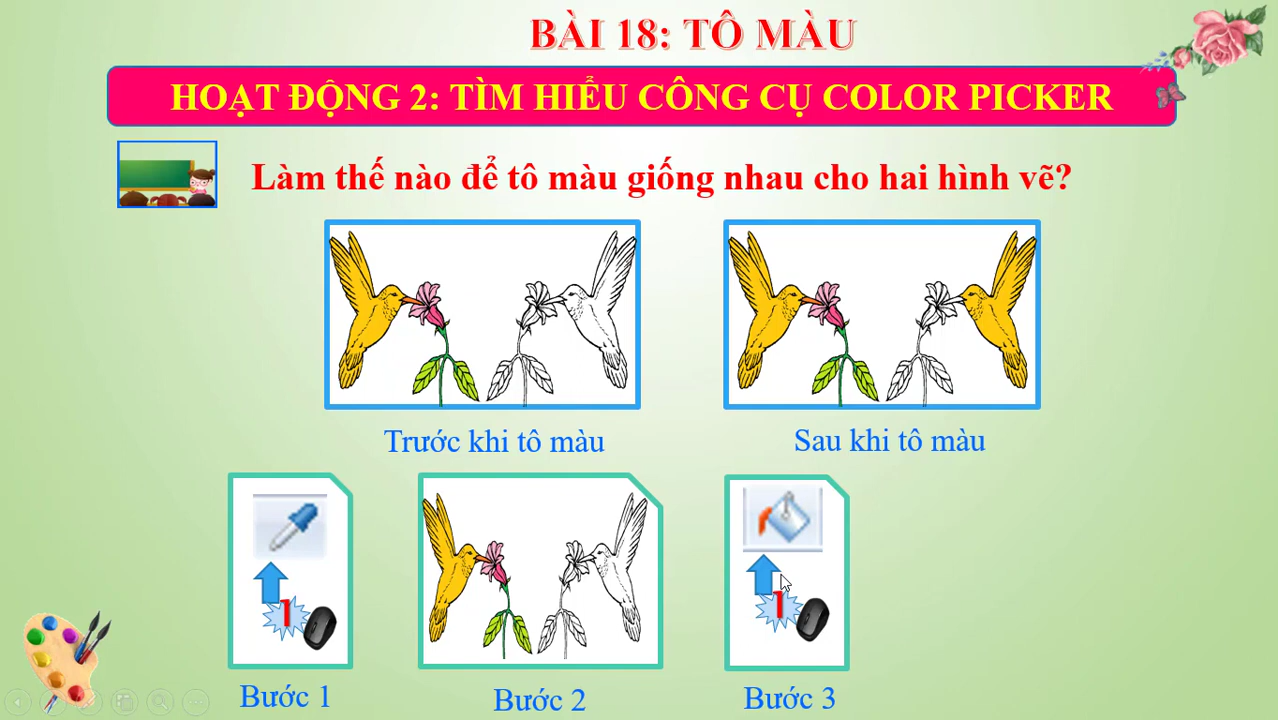 BÀI 18: TÔ MÀU
HOẠT ĐỘNG 2: TÌM HIỂU CÔNG CỤ COLOR PICKER
Làm thế nào để tô màu giống nhau cho hai hình vẽ?
Trước khi tô màu
Sau khi tô màu
1
1
Bước 1
Bước 2
Bước 3